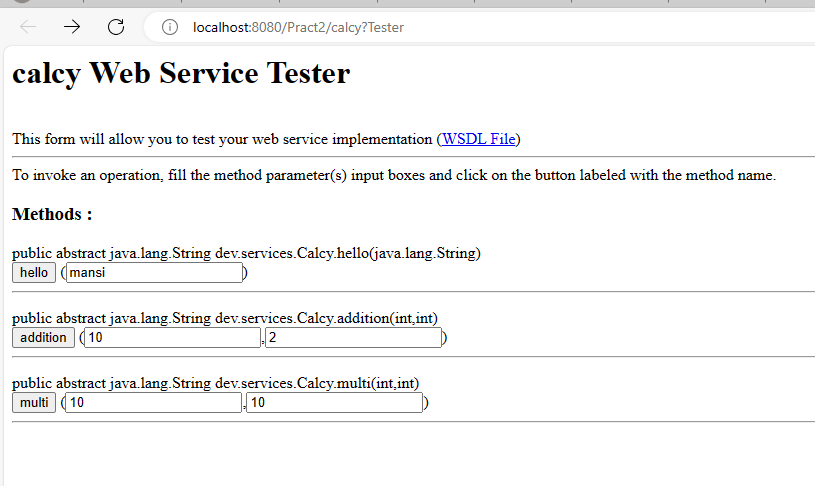 localhost:8080/Pract2/calcy?Tester
calcy Web Service Tester
This form will allow you to test your web service implementation (WSDL File)
To invoke an operation, fill the method parameter(s) input boxes and click on the button labeled with the method name.
Methods :
public abstract java.lang.String dev.services.Calcy.hello(java.lang.String)
hello (mansi)
public abstract java.lang.String dev.services.Calcy.addition(int,int)
addition (10,2)
public abstract java.lang.String dev.services.Calcy.multi(int,int)
multi (10,10)